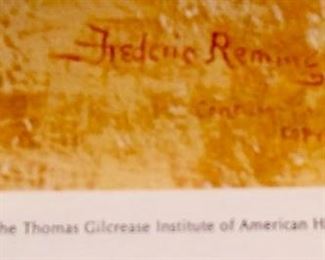 Frederic Reming
he Thomas Gilcrease Institute of American H